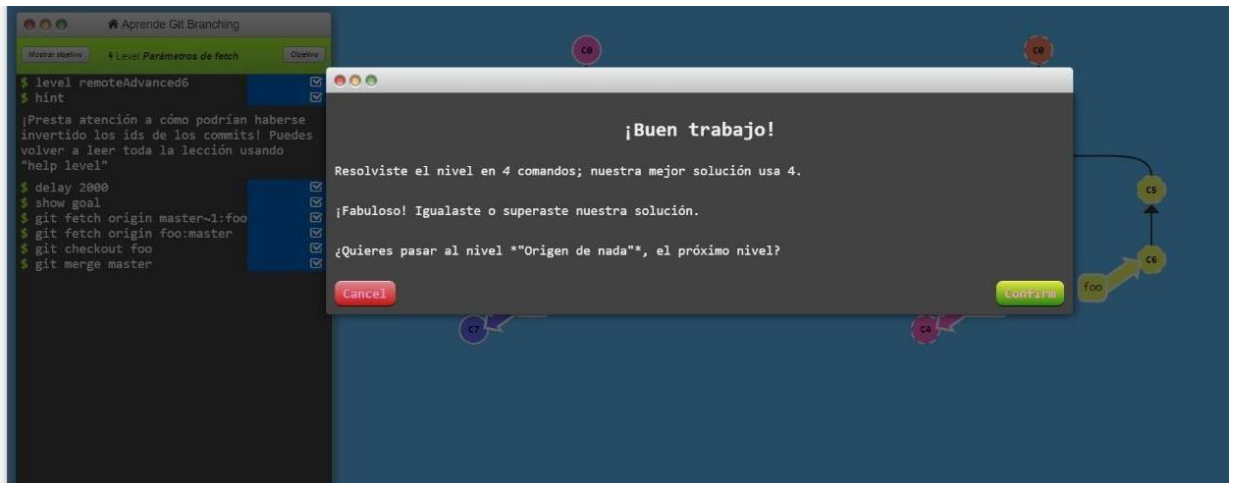 Aprende Git Branching
Mostrar objetivo
Level Parámetros de fetch
Objetivo
$ level remoteAdvanced6
$ hint
¡Presta atención a cómo podrían haberse
invertido los ids de los commits! Puedes
volver a leer toda la lección usando
"help level"
$ delay 2000
$ show goal
$ git fetch origin master~1:foo
$ git fetch origin foo:master
$ git checkout foo
$ git merge master
C0
C0
¡Buen trabajo!
Resolviste el nivel en 4 comandos; nuestra mejor solución usa 4.
¡Fabuloso! Igualaste o superaste nuestra solución.
¿Quieres pasar al nivel *"Origen de nada"*, el próximo nivel?
Cancel
Confirm
C5
C6
foo
C7
C4